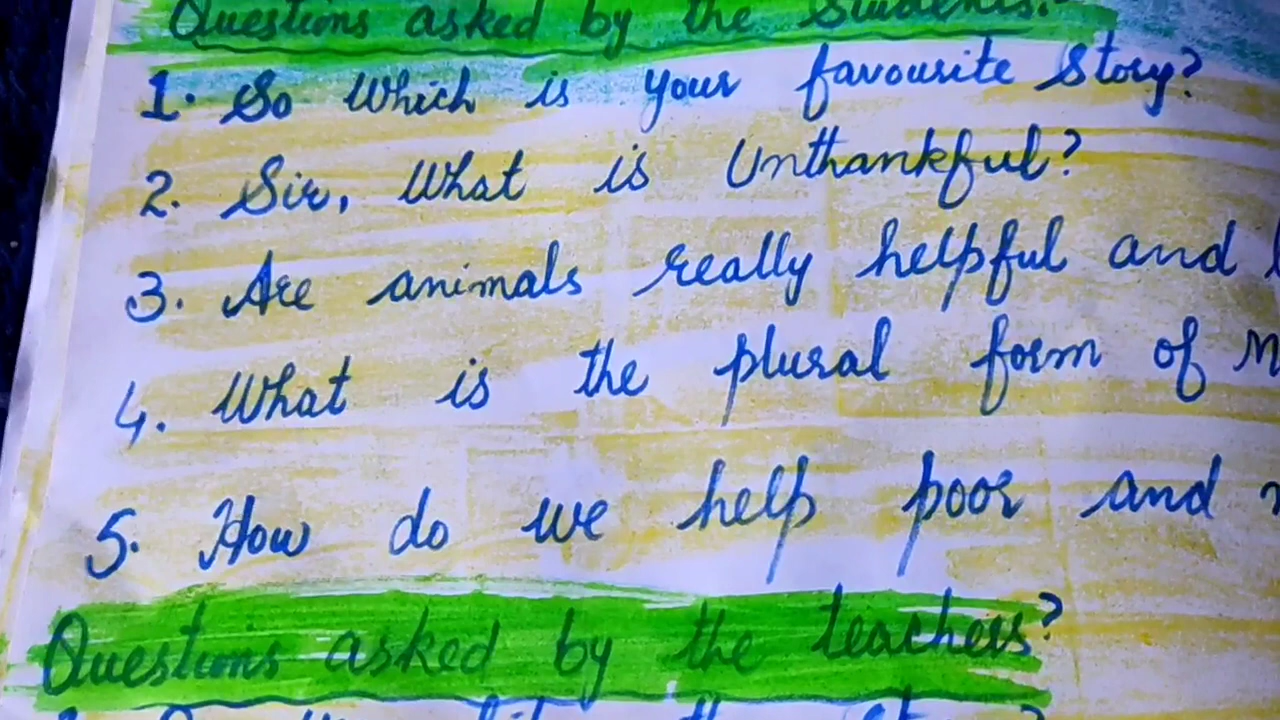 Questions asked by the Students.
1. So Which is your favourite Story?
2. Sir, What is Unthankful?
3. Are animals really helpful and
4. What is the plural form of
5. How do we help poor and
Questions asked by the teachers?
the